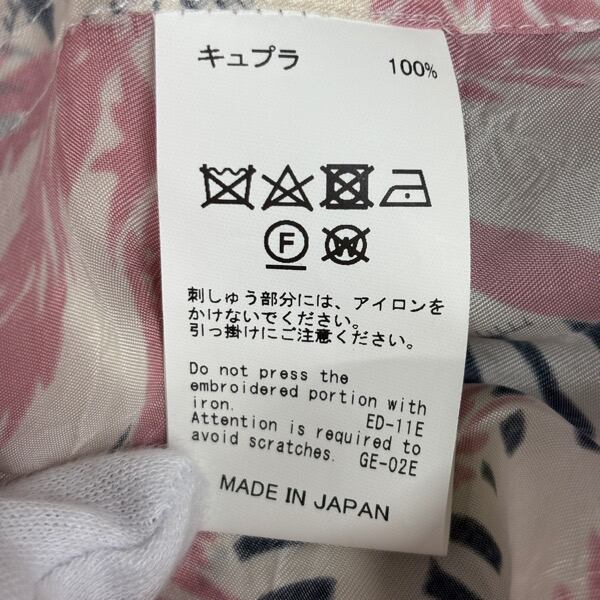 キュプラ 100%
F W
刺しゅう部分には、アイロンを
かけないでください。
引っ掛けにご注意ください。
Do not press the
embroidered portion with
iron. ED-11E
Attention is required to
avoid scratches. GE-02E
MADE IN JAPAN